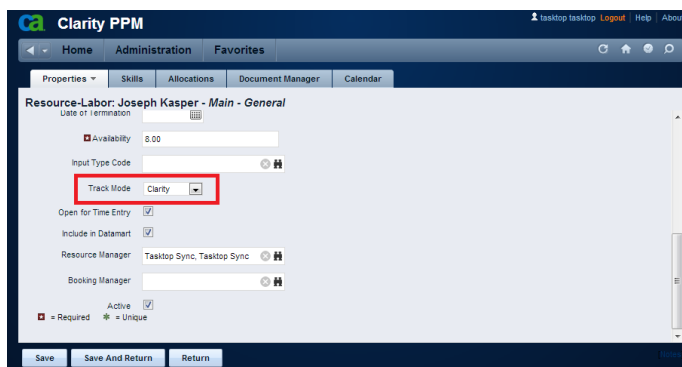 ca Clarity PPM
tasktop tasktop Logout | Help | Abou
Home Administration Favorites
Properties Skills Allocations Document Manager Calendar
Resource-Labor: Joseph Kasper - Main - General
Date of Termination
Availability 8.00
Input Type Code
Track Mode Clarity
Open for Time Entry
Include in Datamart
Resource Manager Tasktop Sync, Tasktop Sync
Booking Manager
Active
= Required = Unique
Save Save And Return Return